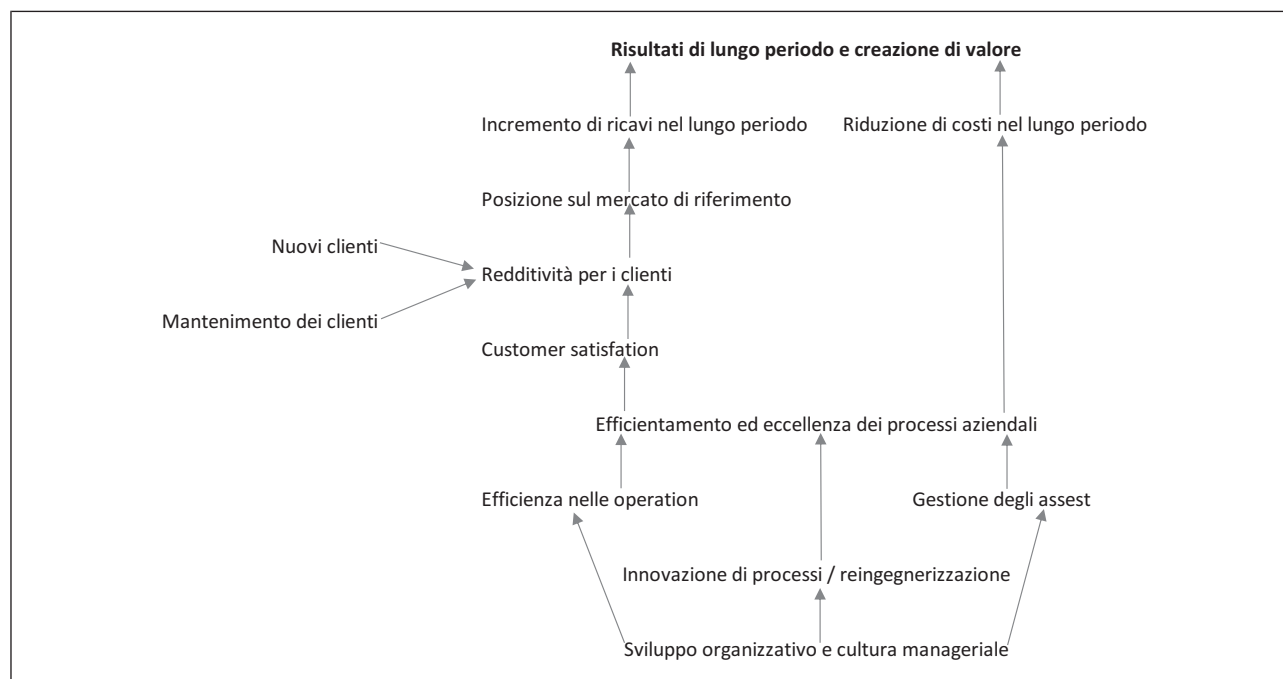 Risultati di lungo periodo e creazione di valore
Incremento di ricavi nel lungo periodo
Riduzione di costi nel lungo periodo
Posizione sul mercato di riferimento
Nuovi clienti
Redditività per i clienti
Mantenimento dei clienti
Customer satisfation
Efficientamento ed eccellenza dei processi aziendali
Efficienza nelle operation
Gestione degli assest
Innovazione di processi / reingegnerizzazione
Sviluppo organizzativo e cultura manageriale